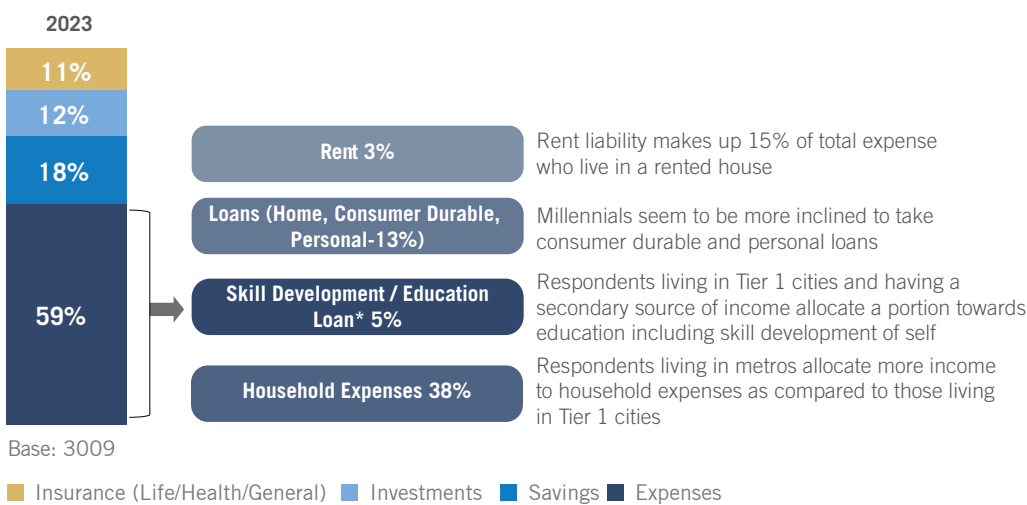 2023
11%
12%
18%
59%
Base: 3009
Rent 3%
Rent liability makes up 15% of total expense
who live in a rented house
Loans (Home, Consumer Durable,
Personal-13%)
Millennials seem to be more inclined to take
consumer durable and personal loans
Skill Development / Education
Loan* 5%
Respondents living in Tier 1 cities and having a
secondary source of income allocate a portion towards
education including skill development of self
Household Expenses 38%
Respondents living in metros allocate more income
to household expenses as compared to those living
in Tier 1 cities
Insurance (Life/Health/General) Investments Savings Expenses